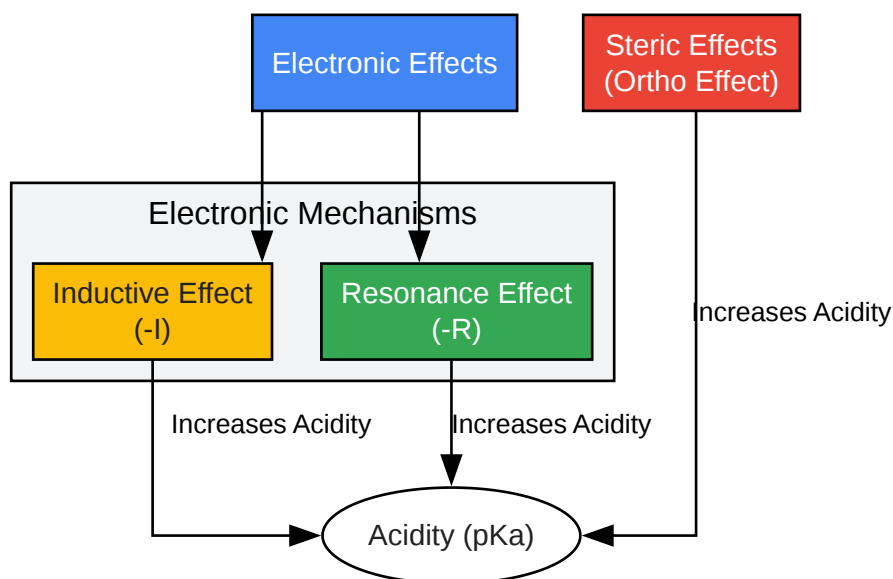 Electronic Effects
Steric Effects
(Ortho Effect)
Electronic Mechanisms
Inductive Effect
(-I)
Resonance Effect
(-R)
Increases Acidity
Increases Acidity
Increases Acidity
Acidity (pKa)